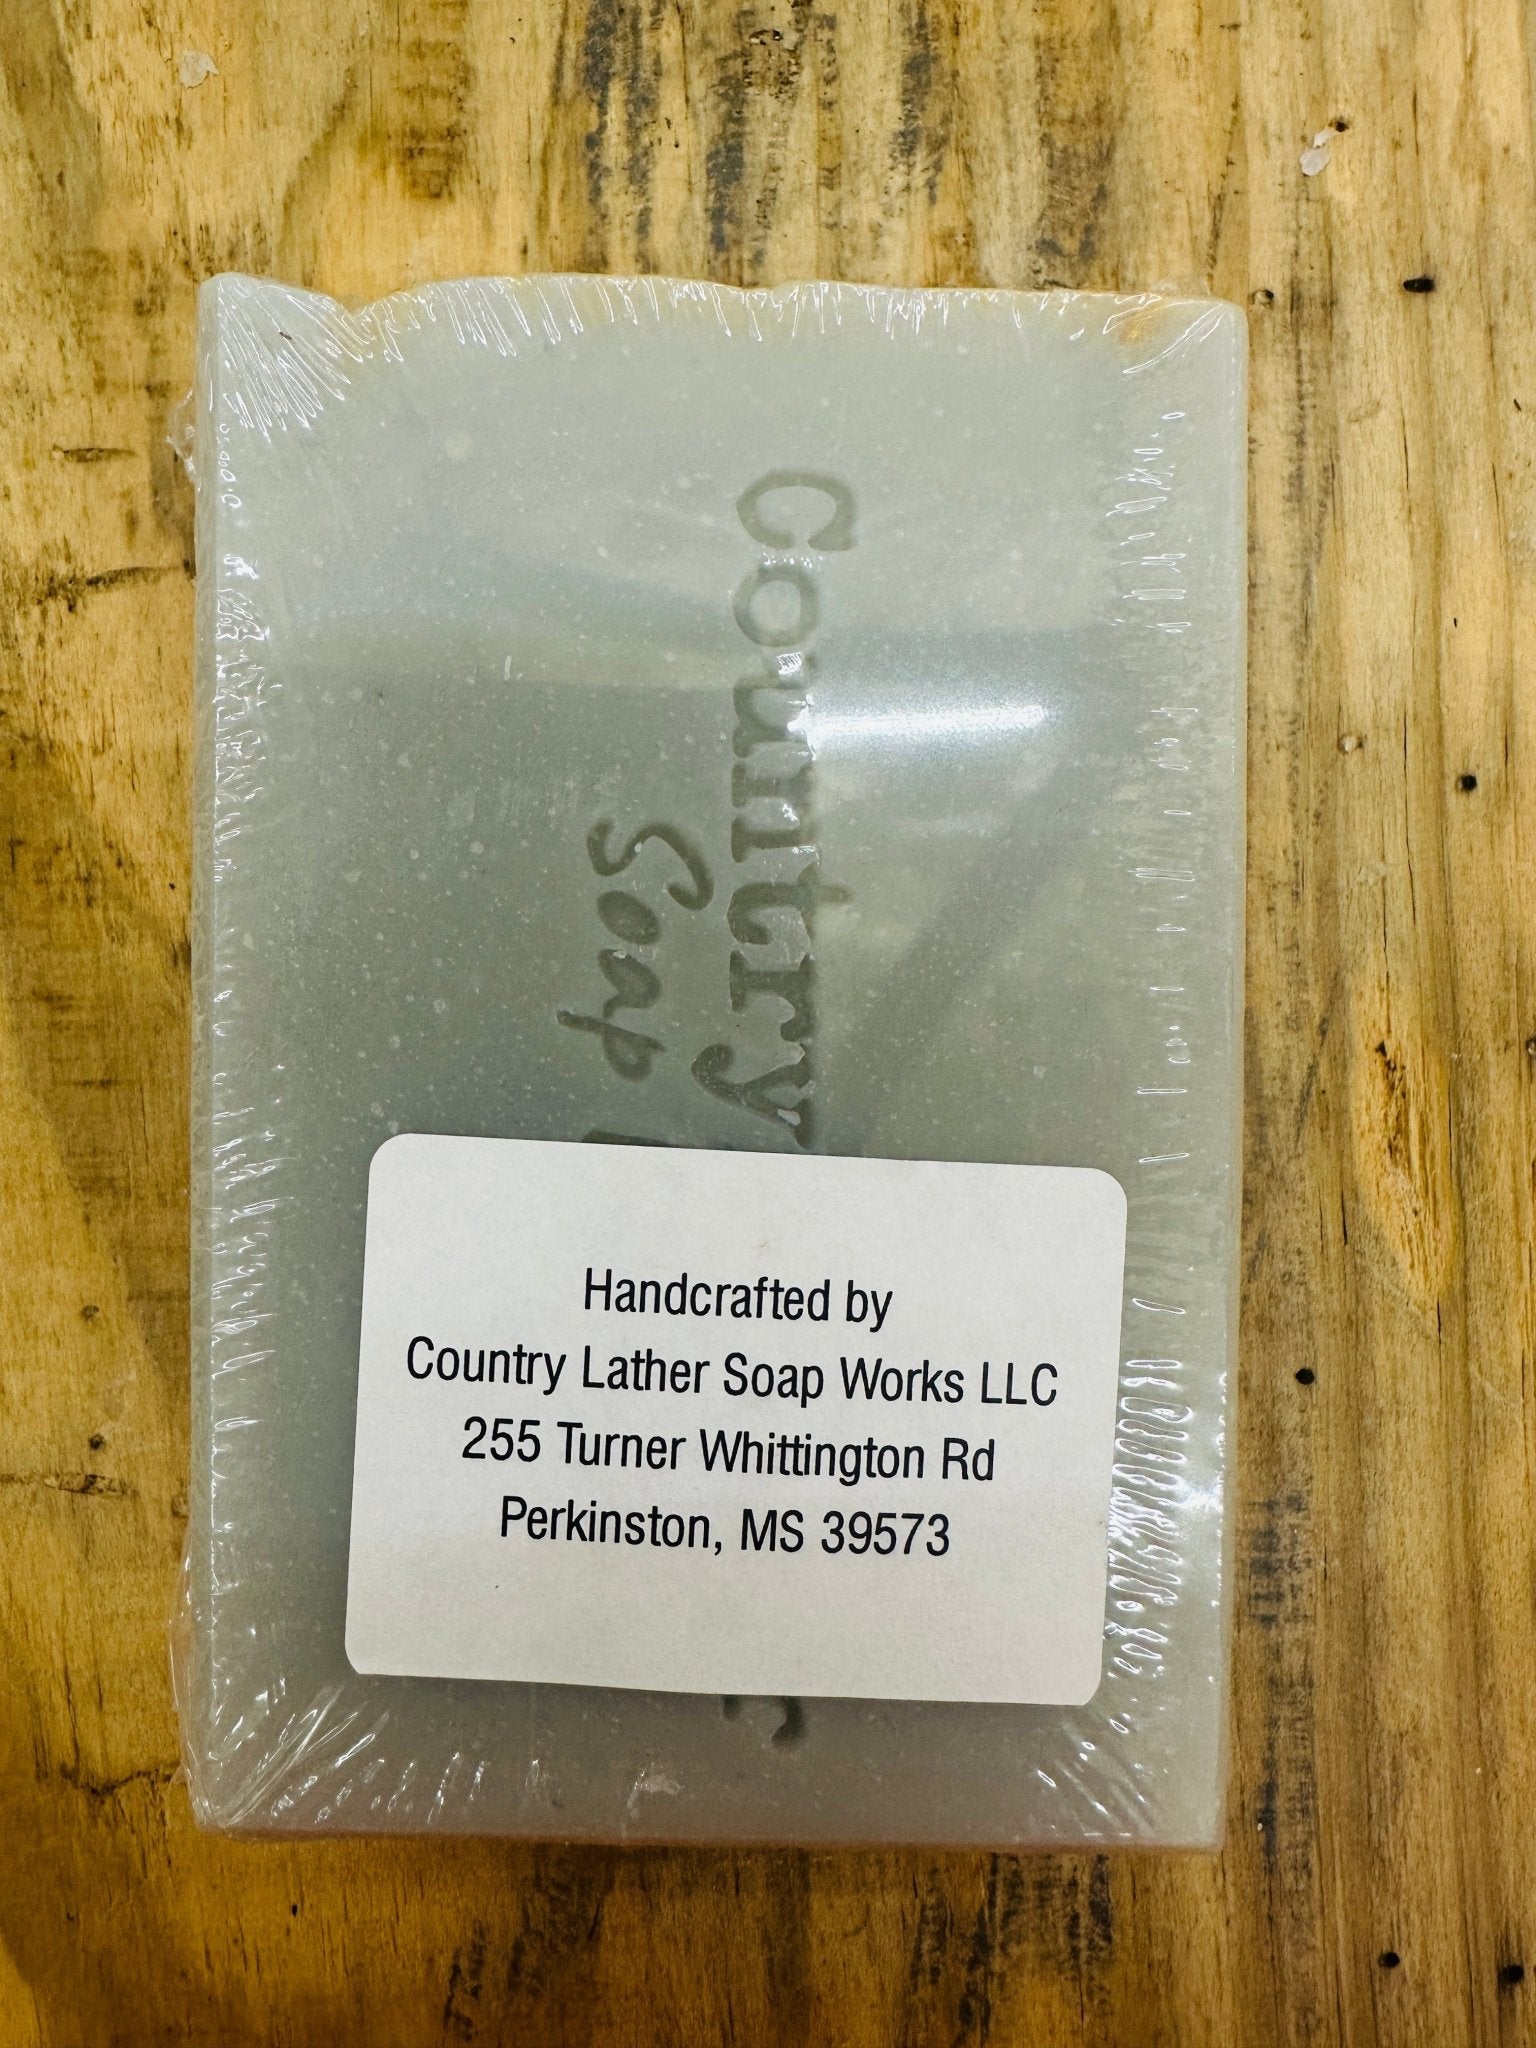 Country
Soap
Handcrafted by
Country Lather Soap Works LLC
255 Turner Whittington Rd
Perkinston, MS 39573